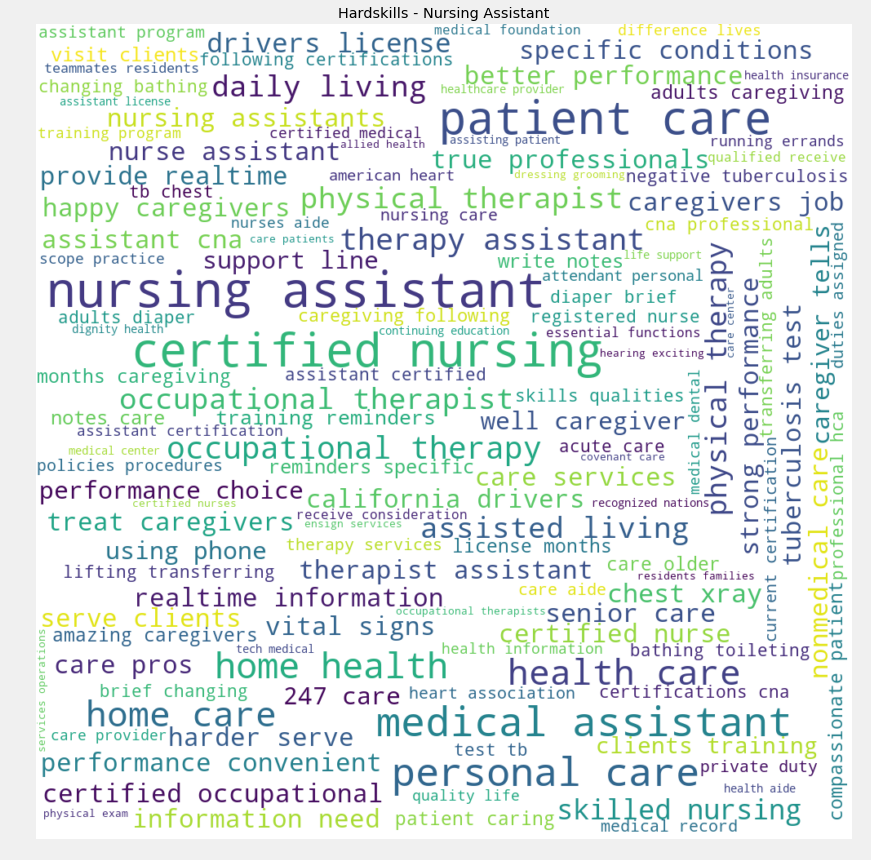 Hardskills - Nursing Assistant
assistant program
medical foundation
difference lives
drivers license
specific conditions
visit clients
following certifications
teammates residents
better performance
health insurance
changing bathing
daily living
healthcare provider
adults caregiving
assistant license
nursing assistants
patient care
training program
certified medical
assisting patient
running errands
nurse assistant
allied health
true professionals
qualified receive
provide realtime
american heart
dressing grooming
negative tuberculosis
tb chest
physical therapist
caregivers job
happy caregivers
nursing care
nurses aide
cna professional
assistant cna
care patients
therapy assistant
scope practice
support line
write notes
life support
attendant personal
nursing assistant
diaper brief
adults diaper
caregiving following
registered nurse
dignity health
continuing education
essential functions
certified nursing
hearing exciting
months caregiving
assistant certified
occupational therapist
skills qualities
notes care
training reminders
well caregiver
assistant certification
medical center
occupational therapy
acute care
covenant care
policies procedures
reminders specific
care services
performance choice
certified nurses
california drivers
recognized nations
treat caregivers
receive consideration
ensign services
assisted living
using phone
therapy services
license months
lifting transferring
therapist assistant
care older
residents families
realtime information
care aide
chest xray
serve clients
occupational therapists
senior care
amazing caregivers
vital signs
certified nurse
tech medical
health information
bathing toileting
care pros
home health
health care
brief changing
247 care
heart association
certifications cna
home care
medical assistant
care provider
harder serve
test tb
clients training
performance convenient
personal care
private duty
certified occupational
quality life
health aide
physical exam
information need
patient caring
skilled nursing
medical record
services operations
medical dental
physical therapy
care center
strong performance
transferring adults
current certification
tuberculosis test
caregiver tells
nonmedical care
duties assigned
professional hca
compassionate patient